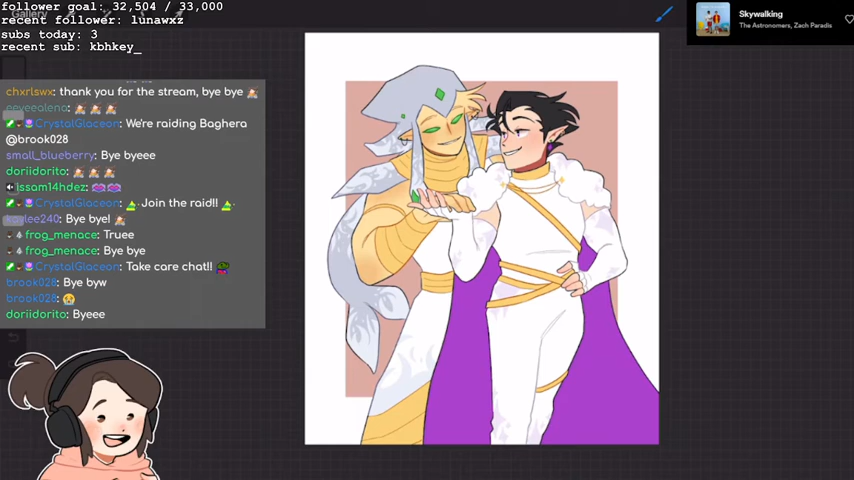 follower goal: 32,504 / 33,000
Gallery
recent follower: lunawxz
subs today: 3
recent sub: kbhkey_
Skywalking
The Astronomers, Zach Paradis
chxrlswx: thank you for the stream, bye bye
eeveealena:
CrystalGlaceon: We're raiding Baghera
@brook028
small_blueberry: Bye byeee
doriidorito:
issam14hdez:
CrystalGlaceon: Join the raid!!
kaylee240: Bye bye!
frog_menace: Truee
frog_menace: Bye bye
CrystalGlaceon: Take care chat!!
brook028: Bye byw
brook028:
doriidorito: Byeee